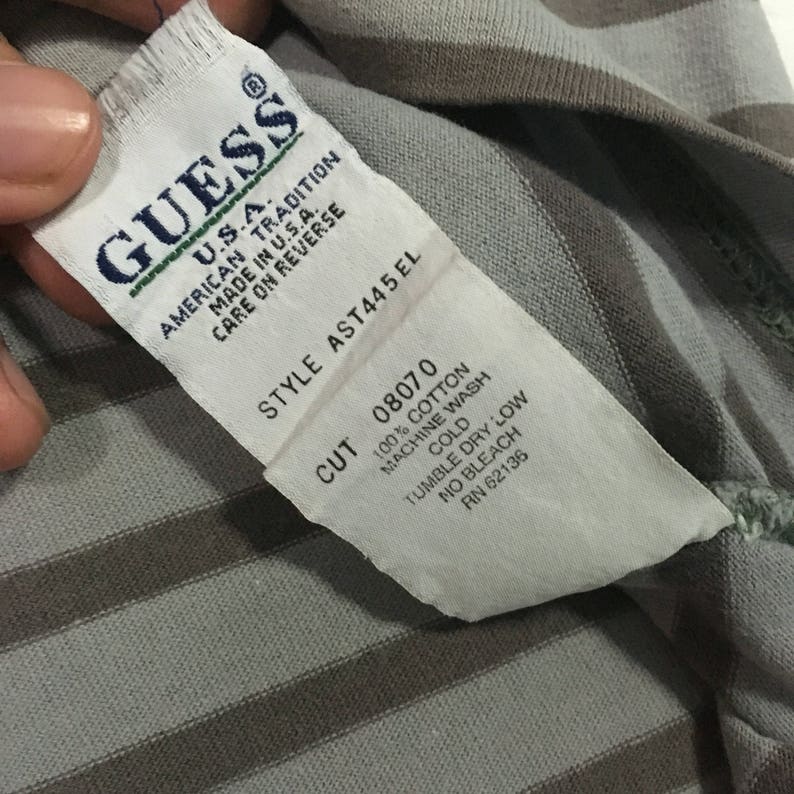 GUESS®
U.S.A.
AMERICAN TRADITION
MADE IN U.S.A.
CARE ON REVERSE
STYLE AST445EL
CUT 08070
100% COTTON
MACHINE WASH
COLD
TUMBLE DRY LOW
NO BLEACH
RN 62136